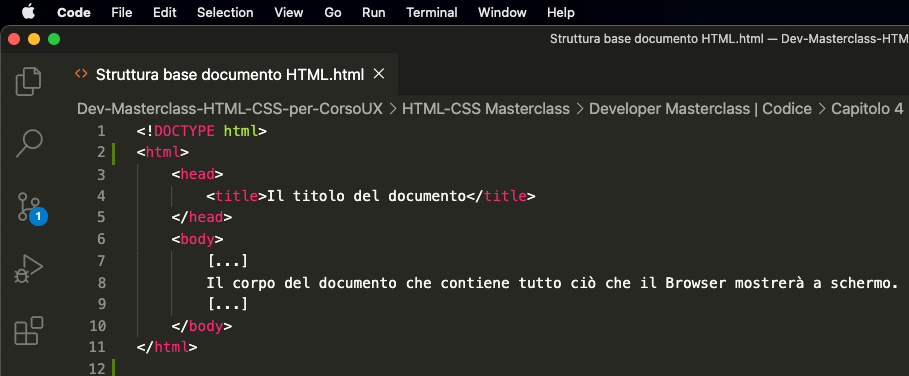 Code File Edit Selection View Go Run Terminal Window Help
Struttura base documento HTML.html — Dev-Masterclass-HTM
<> Struttura base documento HTML.html ×
Dev-Masterclass-HTML-CSS-per-CorsoUX > HTML-CSS Masterclass > Developer Masterclass | Codice > Capitolo 4
1 <!DOCTYPE html>
2 <html>
3 <head>
4 <title>Il titolo del documento</title>
5 </head>
6 <body>
7 [...]
8 Il corpo del documento che contiene tutto ciò che il Browser mostrerà a schermo.
9 [...]
10 </body>
11 </html>
12
1